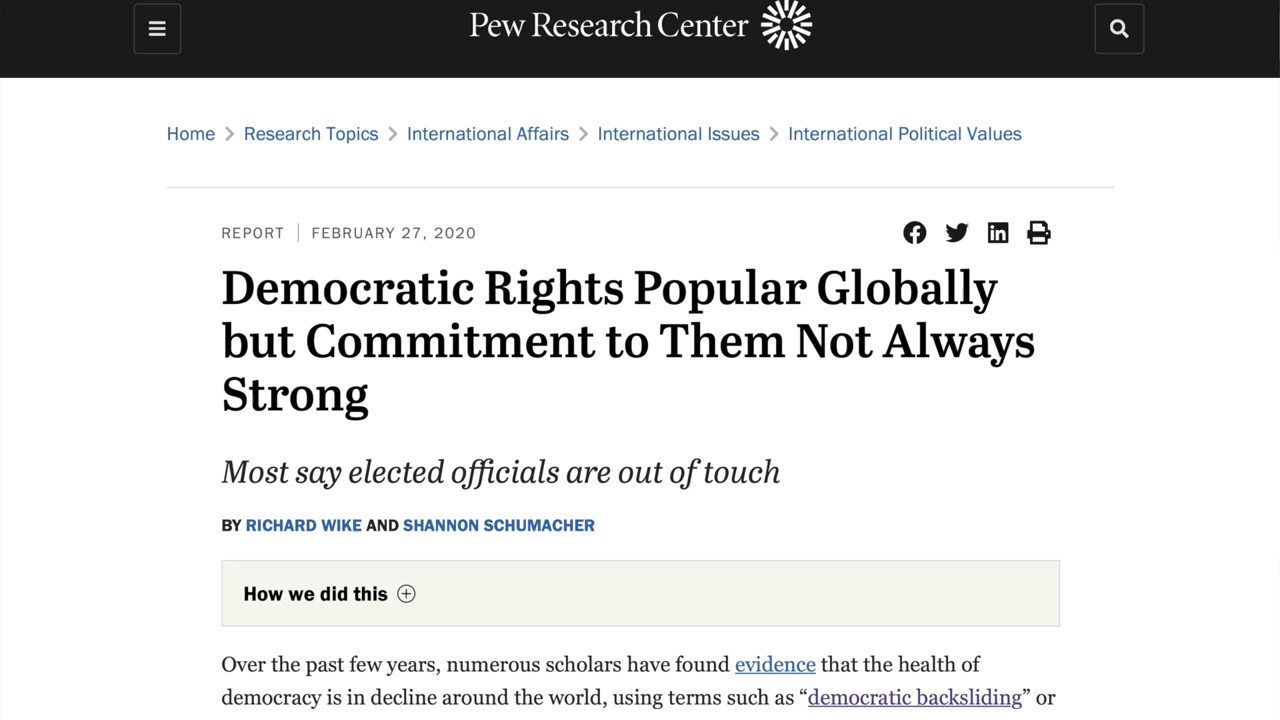 Pew Research Center
Home > Research Topics > International Affairs > International Issues > International Political Values
REPORT | FEBRUARY 27, 2020
Democratic Rights Popular Globally
but Commitment to Them Not Always
Strong
Most say elected officials are out of touch
BY RICHARD WIKE AND SHANNON SCHUMACHER
How we did this
Over the past few years, numerous scholars have found evidence that the health of
democracy is in decline around the world, using terms such as “democratic backsliding” or